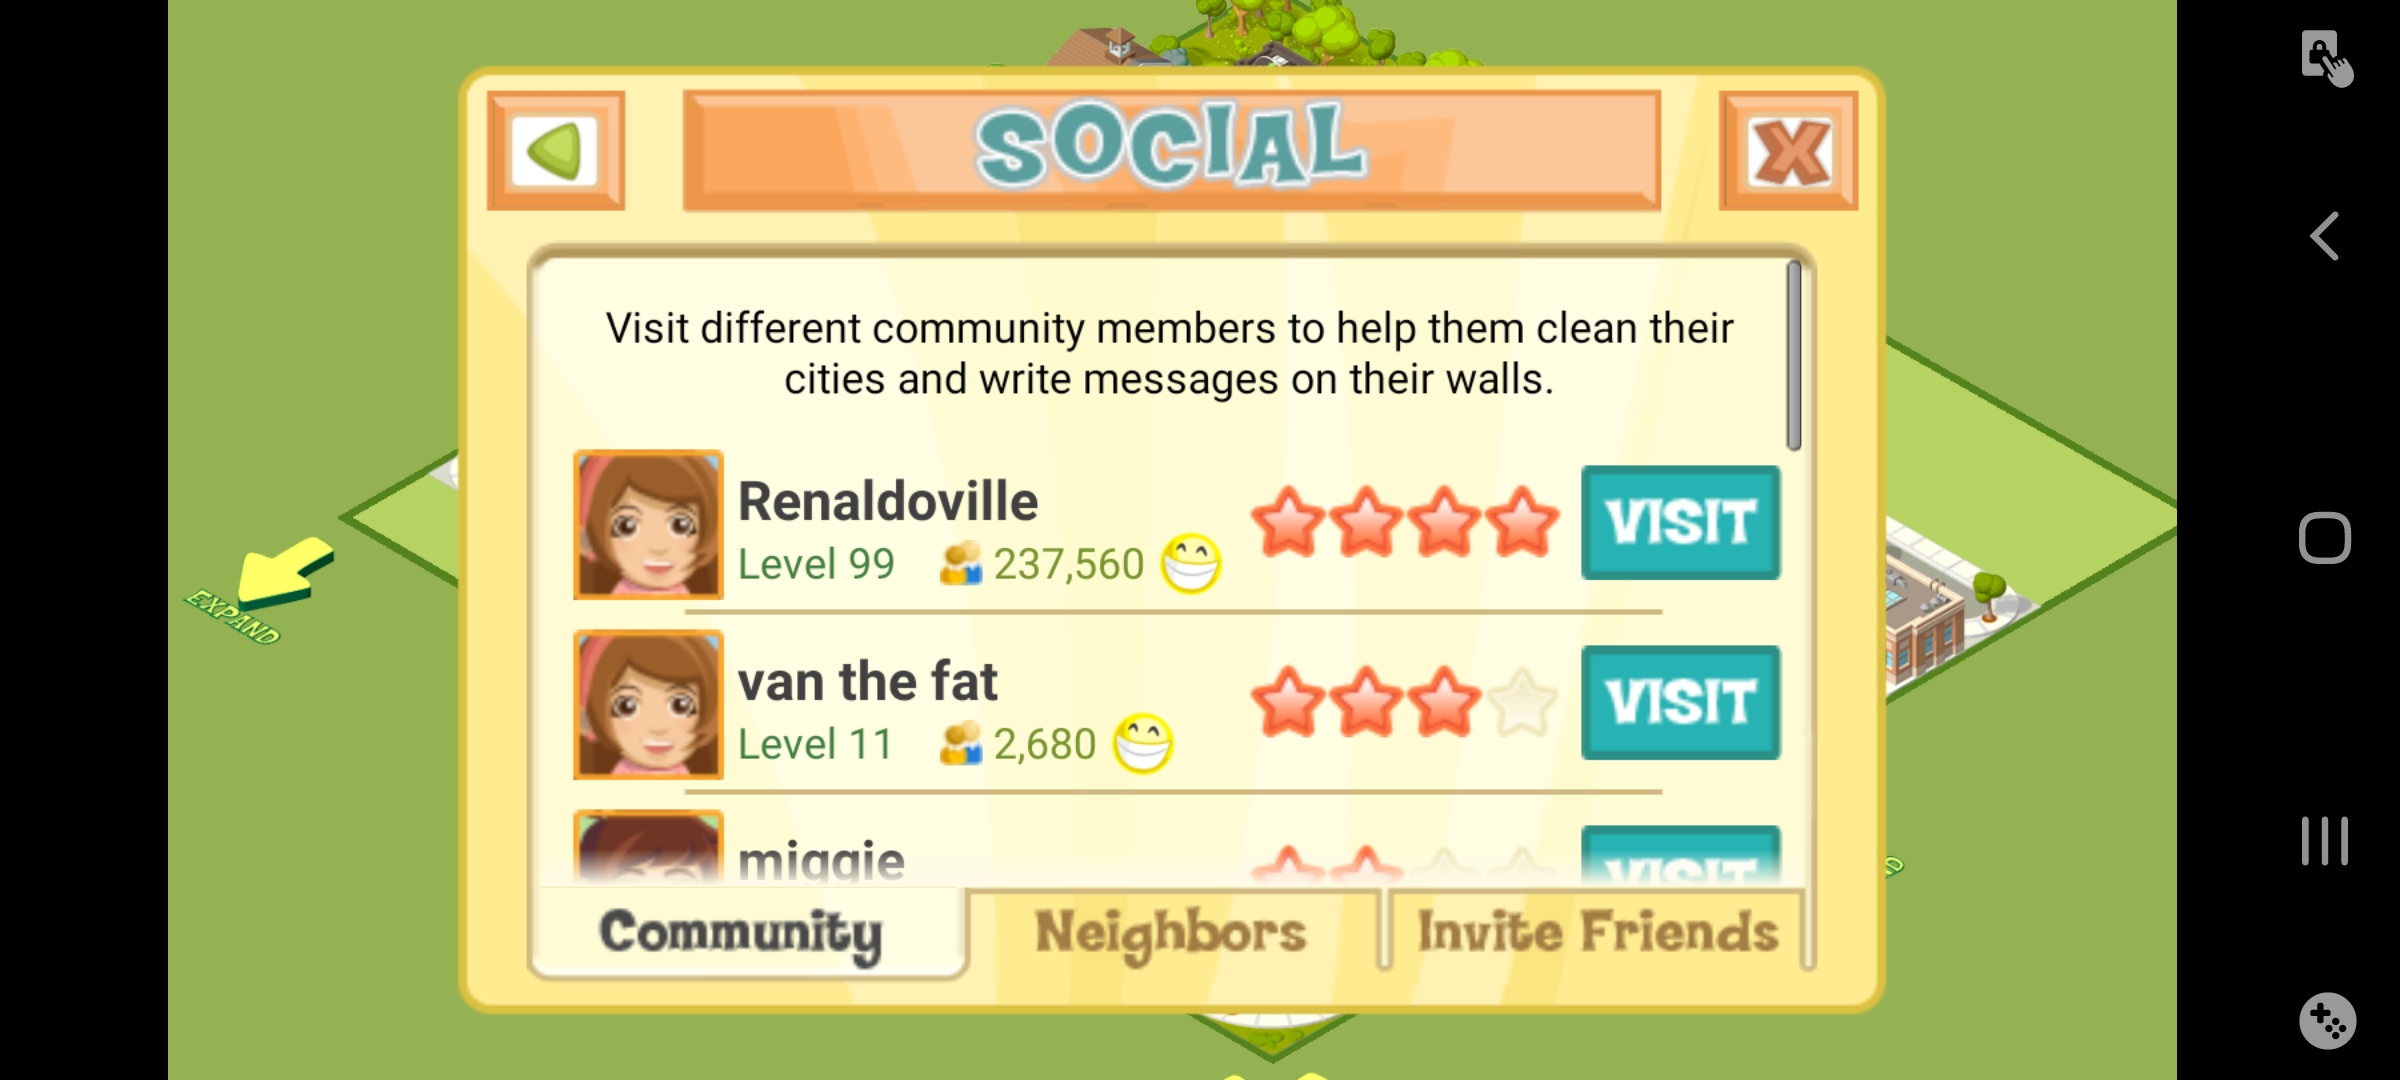 SOCIAL
Visit different community members to help them clean their
cities and write messages on their walls.
Renaldoville
Level 99 237,560
VISIT
EXPAND
van the fat
Level 11 2,680
VISIT
miggie
VISIT
Community
Neighbors
Invite Friends